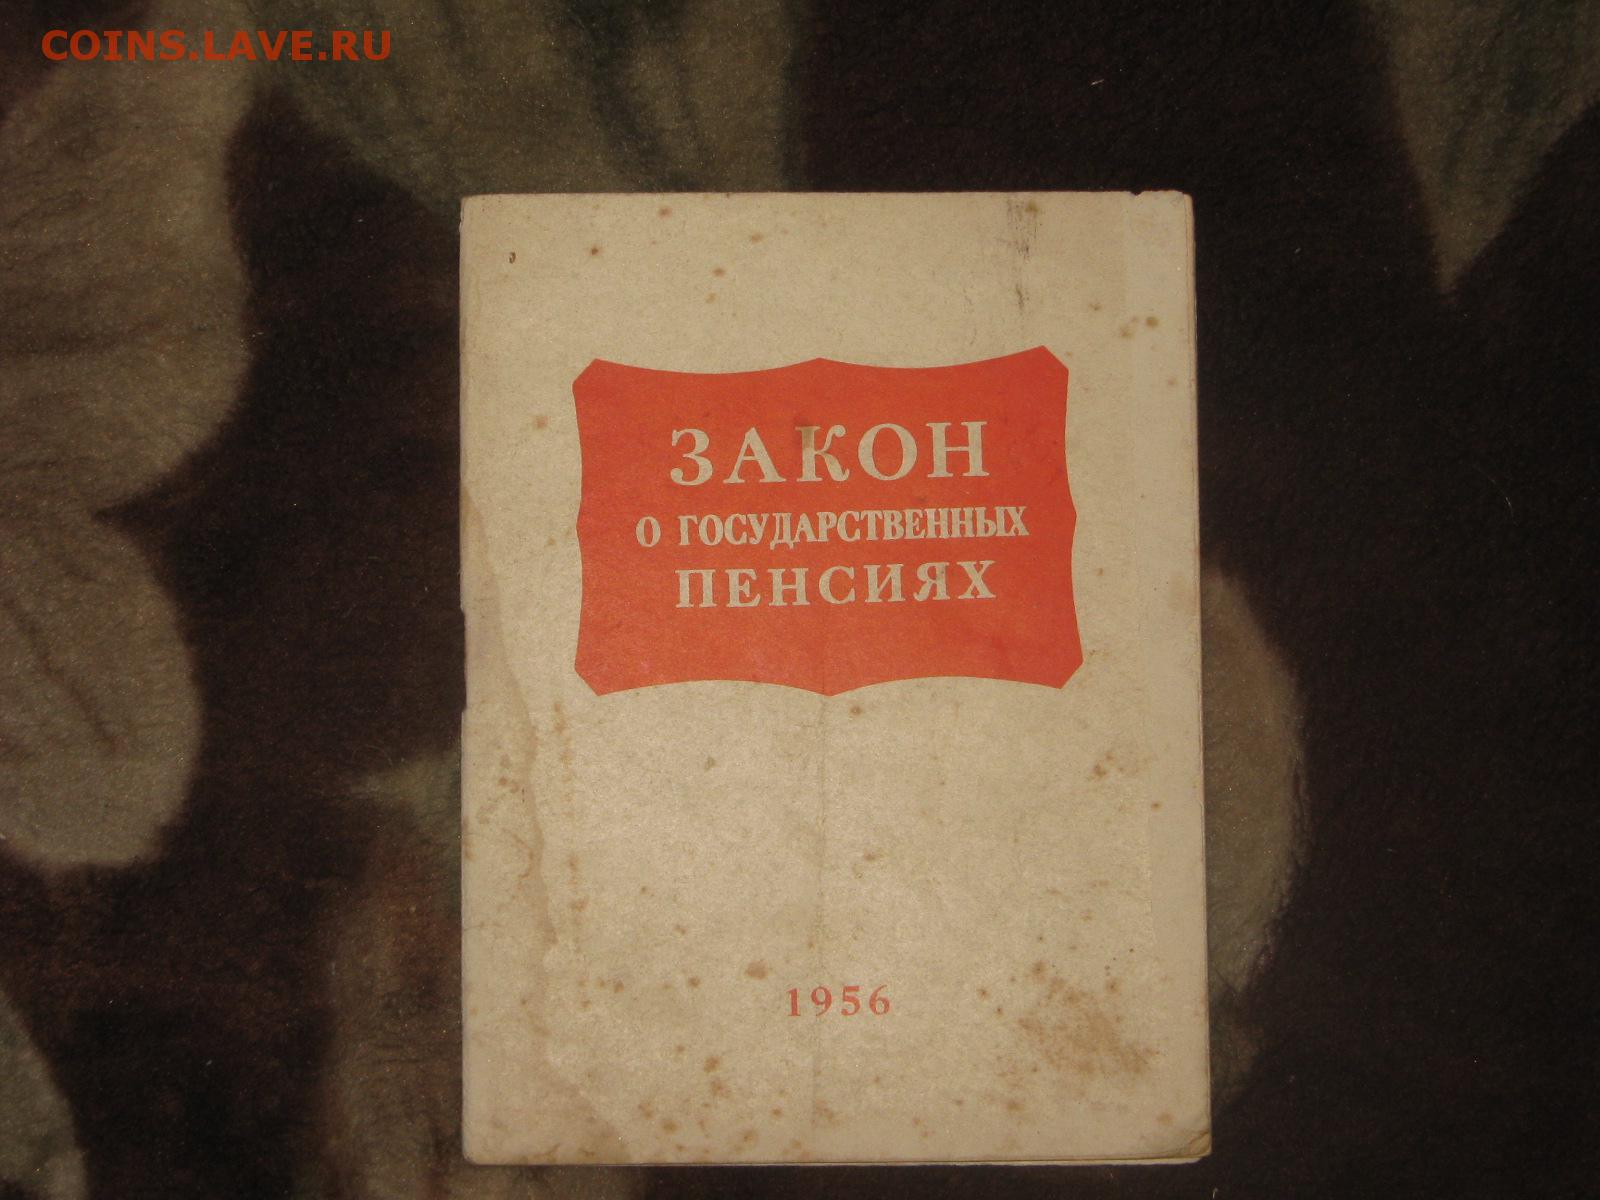 COINS.LAVE.RU
ЗАКОН
О ГОСУДАРСТВЕННЫХ
ПЕНСИЯХ
1956